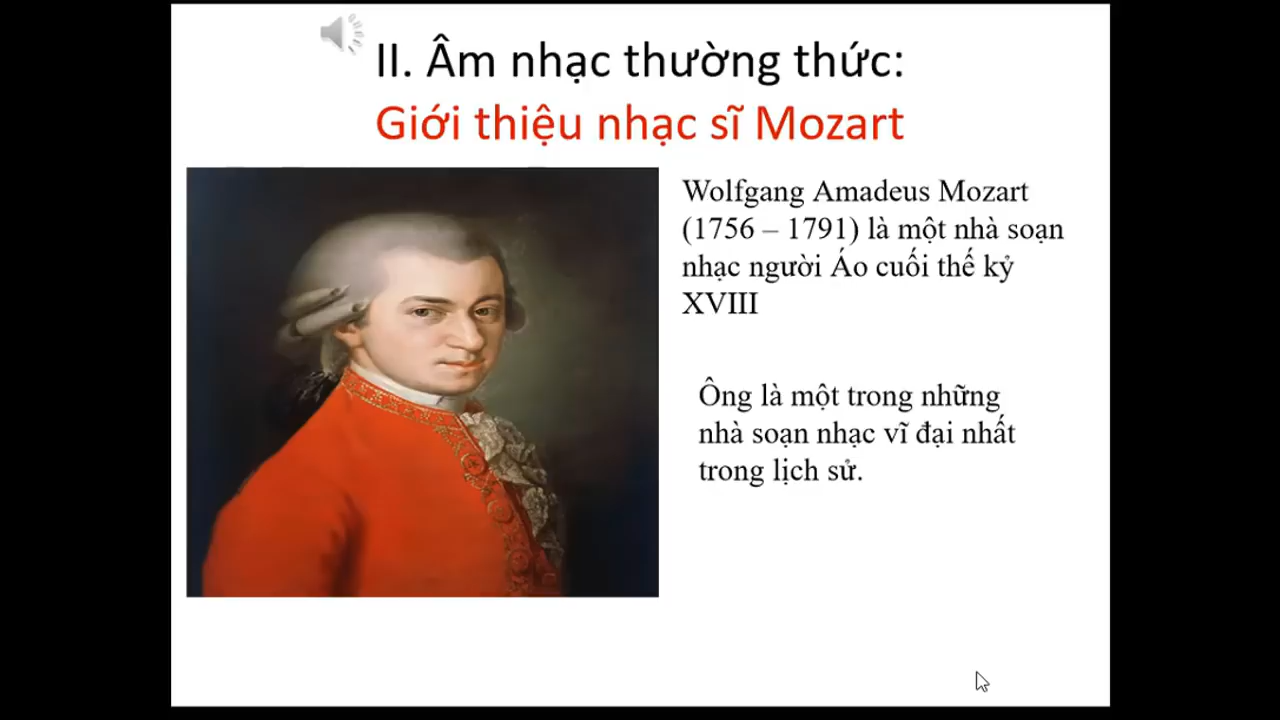 II. Âm nhạc thường thức:
Giới thiệu nhạc sĩ Mozart
Wolfgang Amadeus Mozart
(1756 – 1791) là một nhà soạn
nhạc người Áo cuối thế kỷ
XVIII
Ông là một trong những
nhà soạn nhạc vĩ đại nhất
trong lịch sử.